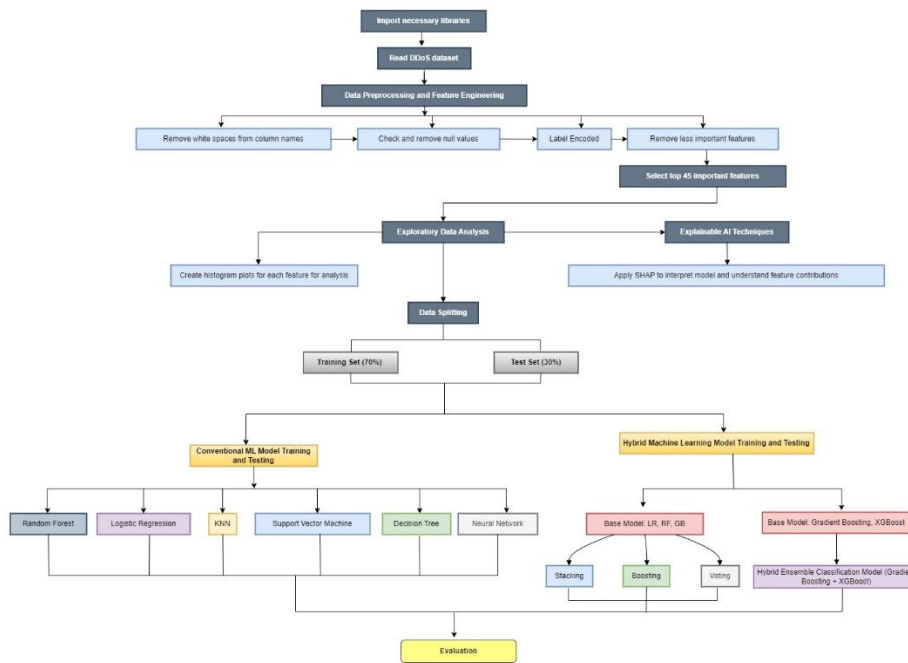 Import necessary libraries
Read DDoS dataset
Data Preprocessing and Feature Engineering
Remove white spaces from column names
Check and remove null values
Label Encoded
Remove less important features
Select top 45 important features
Exploratory Data Analysis
Explainable AI Techniques
Create histogram plots for each feature for analysis
Apply SHAP to interpret model and understand feature contributions
Data Splitting
Training Set (70%)
Test Set (30%)
Conventional ML Model Training
and Testing
Hybrid Machine Learning Model Training and Testing
Random Forest
Logistic Regression
KNN
Support Vector Machine
Decision Tree
Neural Network
Base Model: LR, RF, GB
Base Model: Gradient Boosting, XGBoost
Stacking
Boosting
Voting
Hybrid Ensemble Classification Model (Gradie
Boosting + XGBoost)
Evaluation